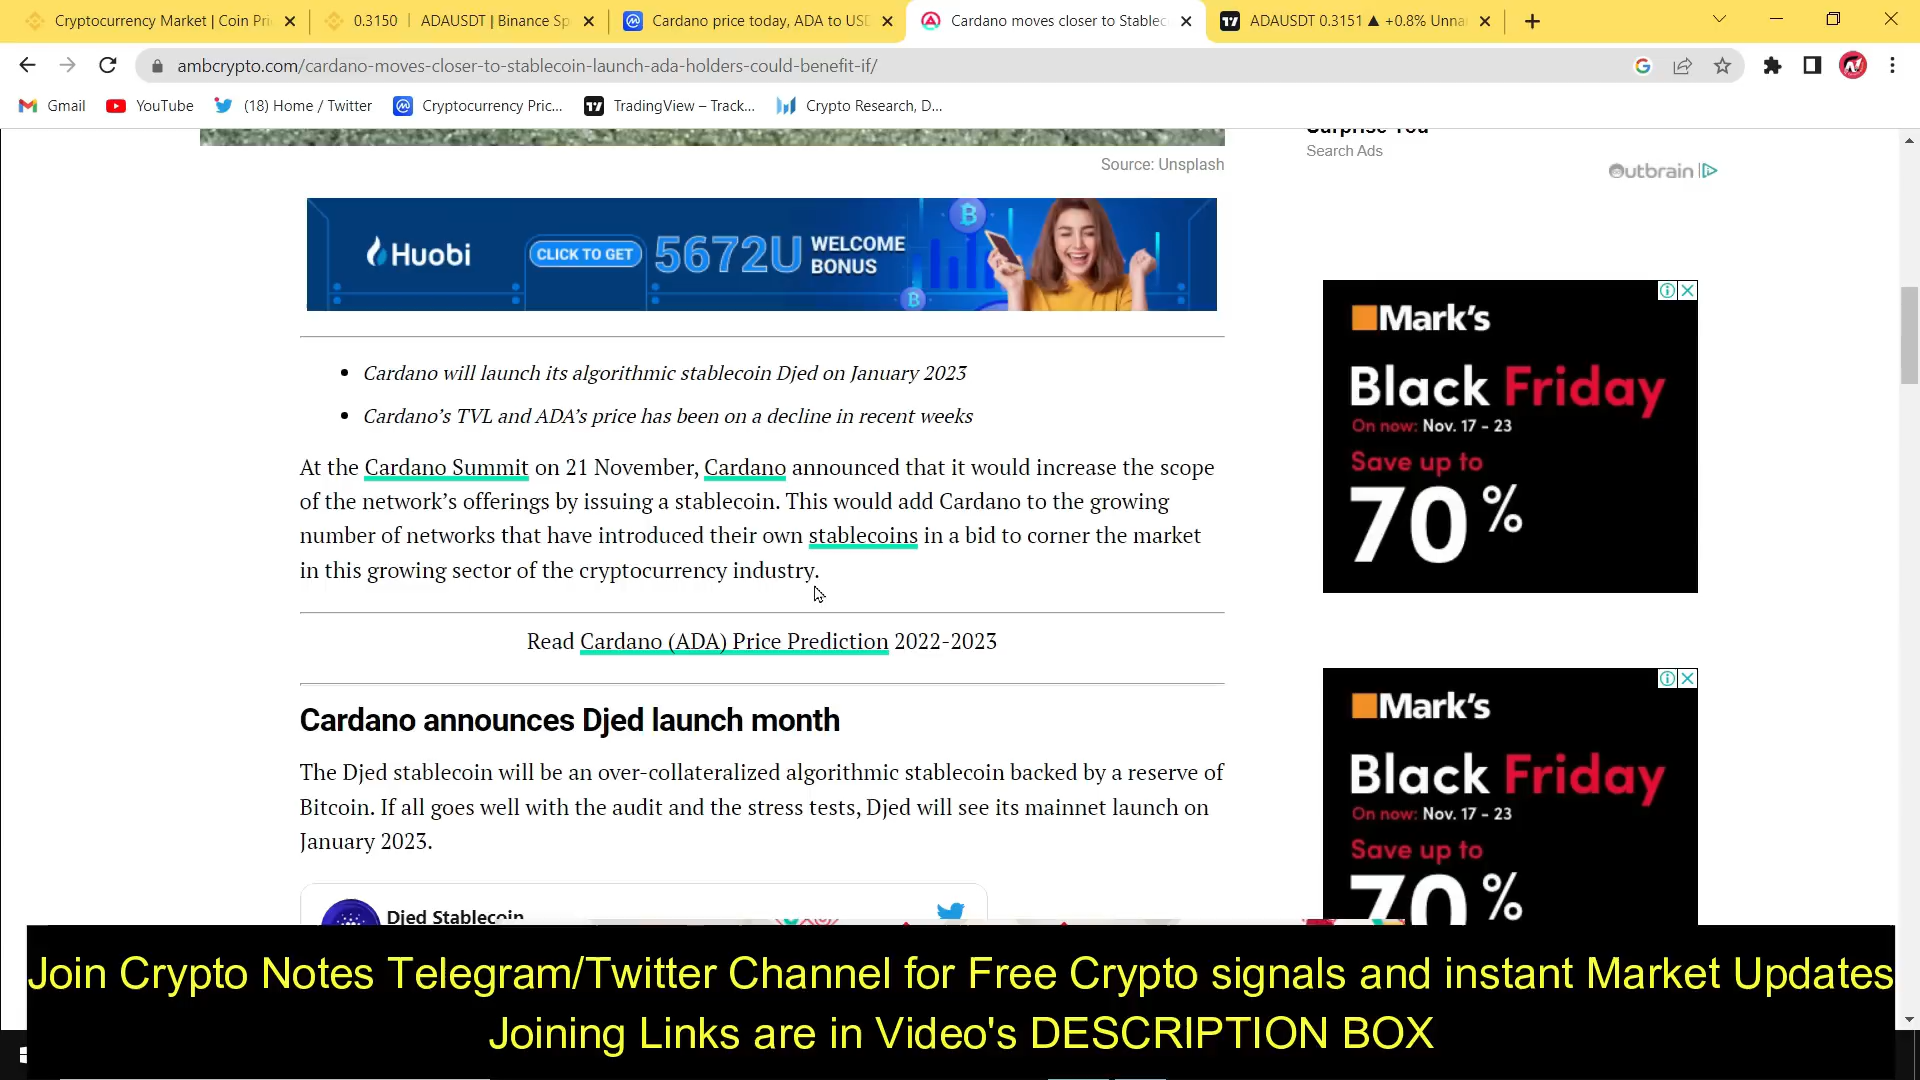 Cryptocurrency Market | Coin Pri
0.3150 | ADAUSDT | Binance Sp
Cardano price today, ADA to USD
Cardano moves closer to Stablec
ADAUSDT 0.3151 ▲ +0.8% Unna
ambcrypto.com/cardano-moves-closer-to-stablecoin-launch-ada-holders-could-benefit-if/
Gmail
YouTube
(18) Home / Twitter
Cryptocurrency Pric...
TradingView – Track...
Crypto Research, D...
Surprise You
Search Ads
Outbrain
Source: Unsplash
Huobi
CLICK TO GET
5672U
WELCOME
BONUS
• Cardano will launch its algorithmic stablecoin Djed on January 2023
• Cardano’s TVL and ADA’s price has been on a decline in recent weeks
At the Cardano Summit on 21 November, Cardano announced that it would increase the scope
of the network’s offerings by issuing a stablecoin. This would add Cardano to the growing
number of networks that have introduced their own stablecoins in a bid to corner the market
in this growing sector of the cryptocurrency industry.
Read Cardano (ADA) Price Prediction 2022-2023
Cardano announces Djed launch month
The Djed stablecoin will be an over-collateralized algorithmic stablecoin backed by a reserve of
Bitcoin. If all goes well with the audit and the stress tests, Djed will see its mainnet launch on
January 2023.
Djed Stablecoin
Mark's
Black Friday
On now: Nov. 17 - 23
Save up to
70%
Mark's
Black Friday
On now: Nov. 17 - 23
Save up to
70%
Join Crypto Notes Telegram/Twitter Channel for Free Crypto signals and instant Market Updates
Joining Links are in Video's DESCRIPTION BOX